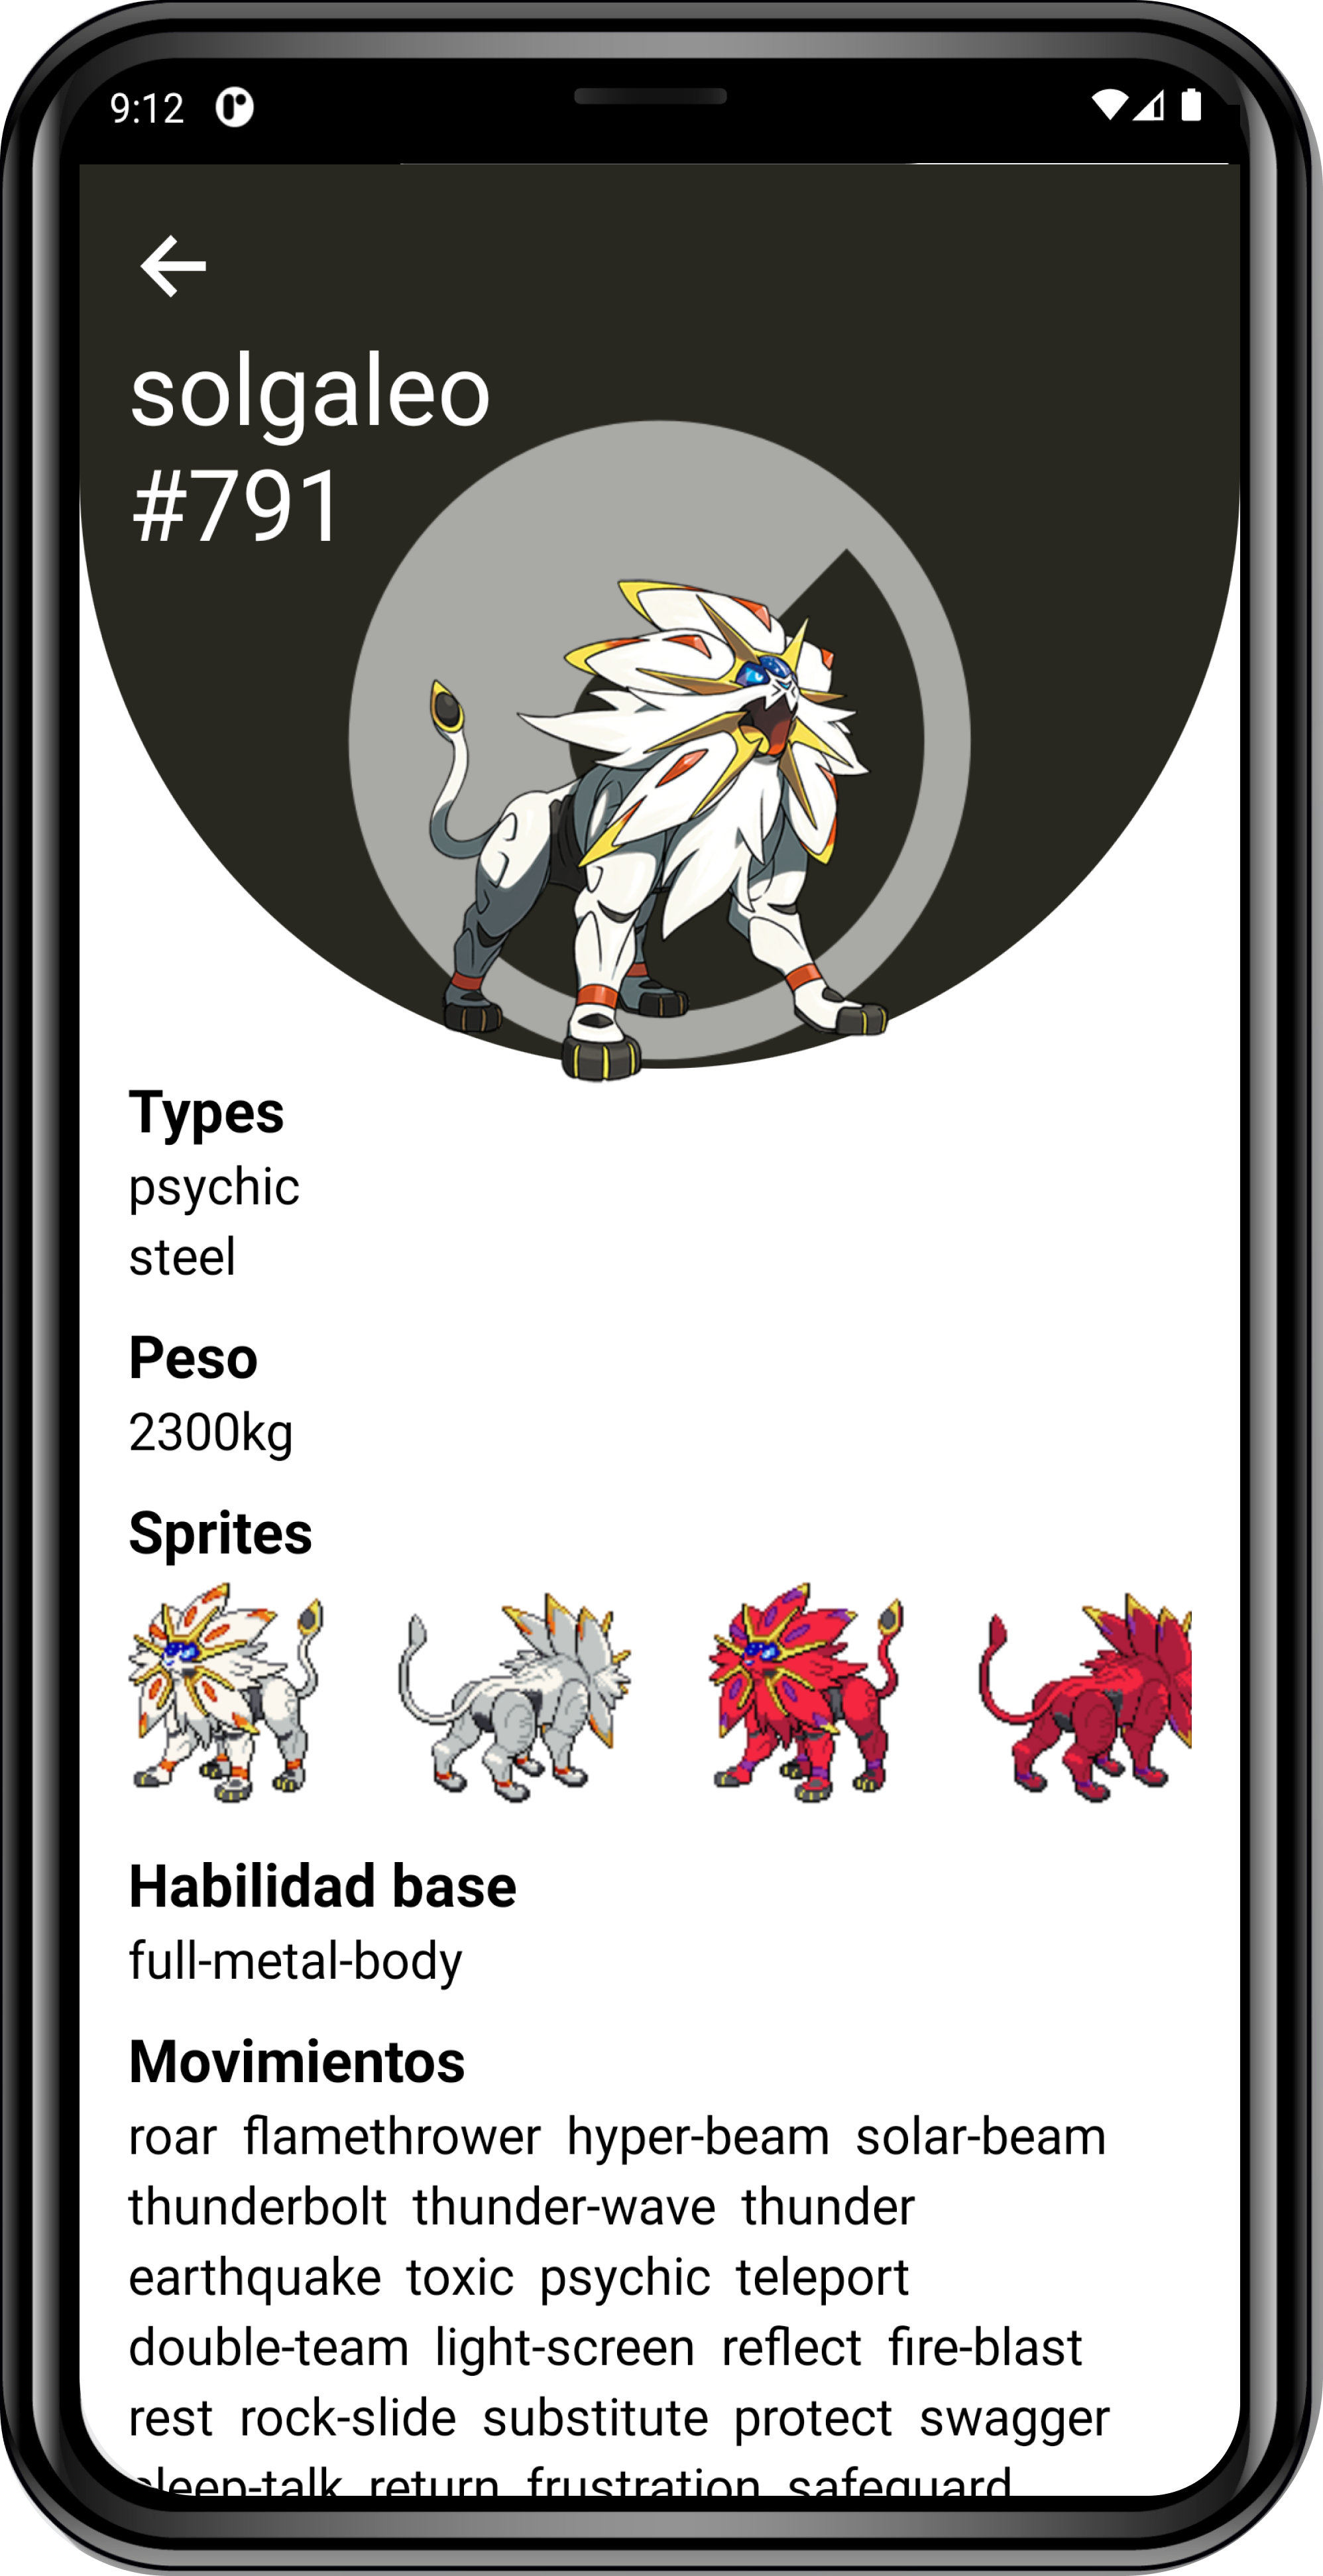 9:12
solgaleo
#791
Types
psychic
steel
Peso
2300kg
Sprites
Habilidad base
full-metal-body
Movimientos
roar flamethrower hyper-beam solar-beam
thunderbolt thunder-wave thunder
earthquake toxic psychic teleport
double-team light-screen reflect fire-blast
rest rock-slide substitute protect swagger
sleep-talk return frustration safeguard